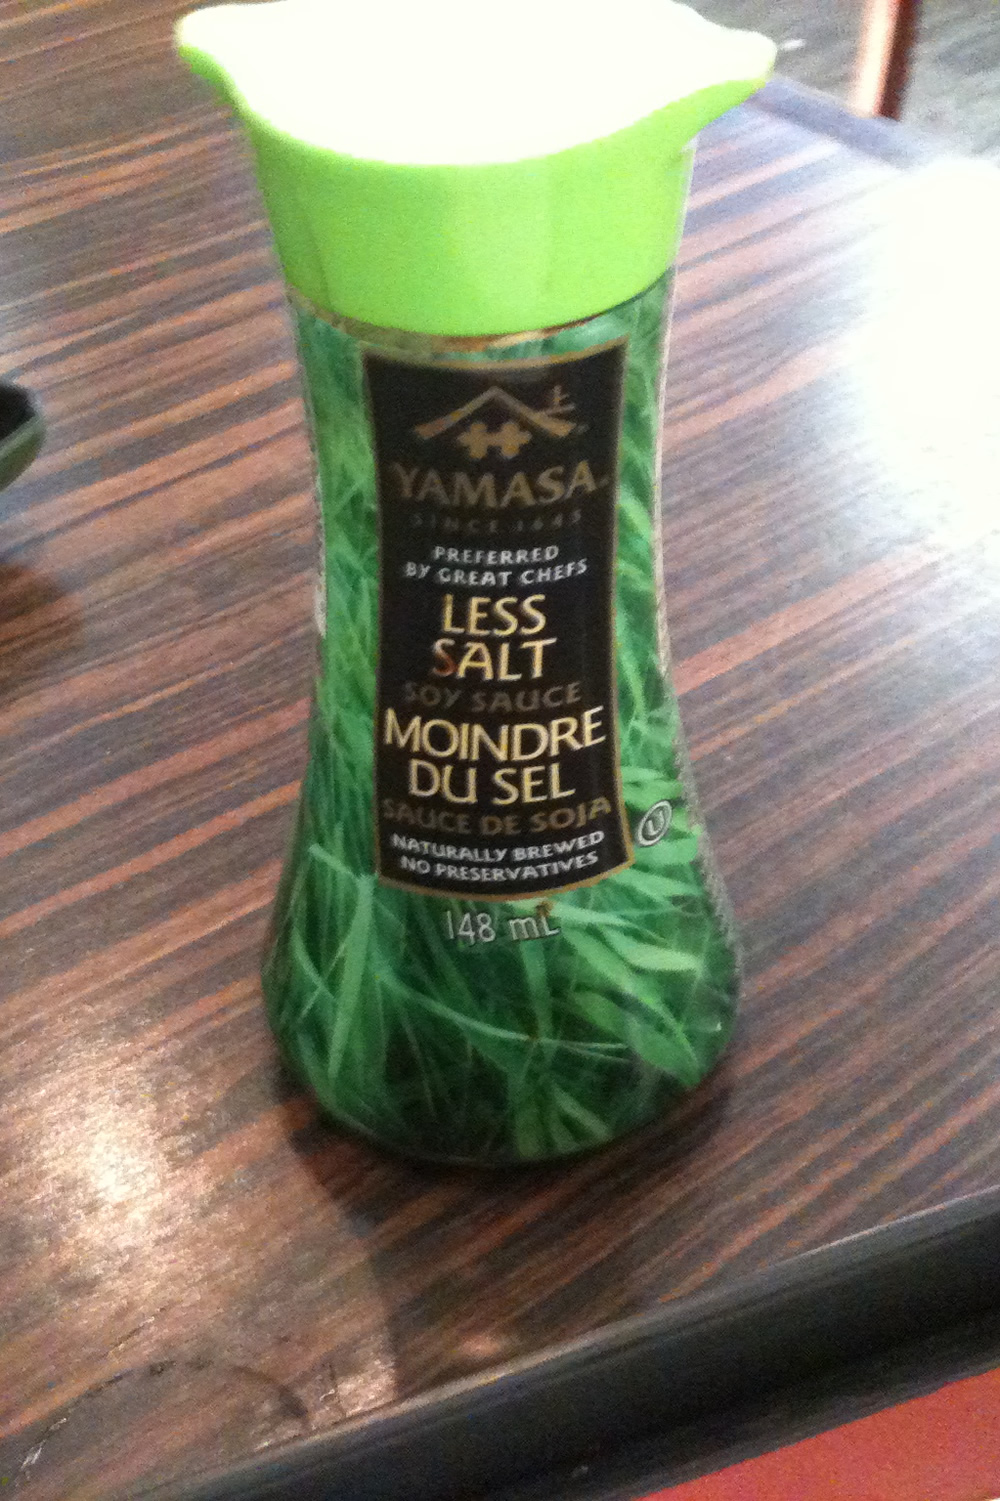 YAMASA
SINCE 1645
PREFERRED
BY GREAT CHEFS
LESS
SALT
SOY SAUCE
MOINDRE
DU SEL
SAUCE DE SOJA
NATURALLY BREWED
NO PRESERVATIVES
U
148 mL